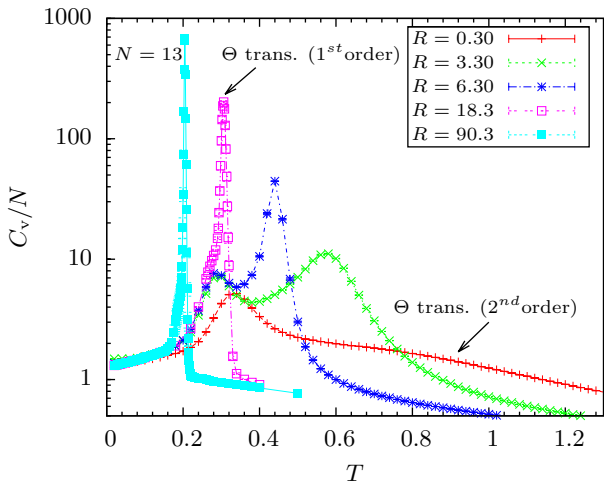 1000
100
10
1
C_v/N
N = 13
Θ trans. (1^st order)
R = 0.30
R = 3.30
R = 6.30
R = 18.3
R = 90.3
Θ trans. (2^nd order)
0 0.2 0.4 0.6 0.8 1 1.2
T